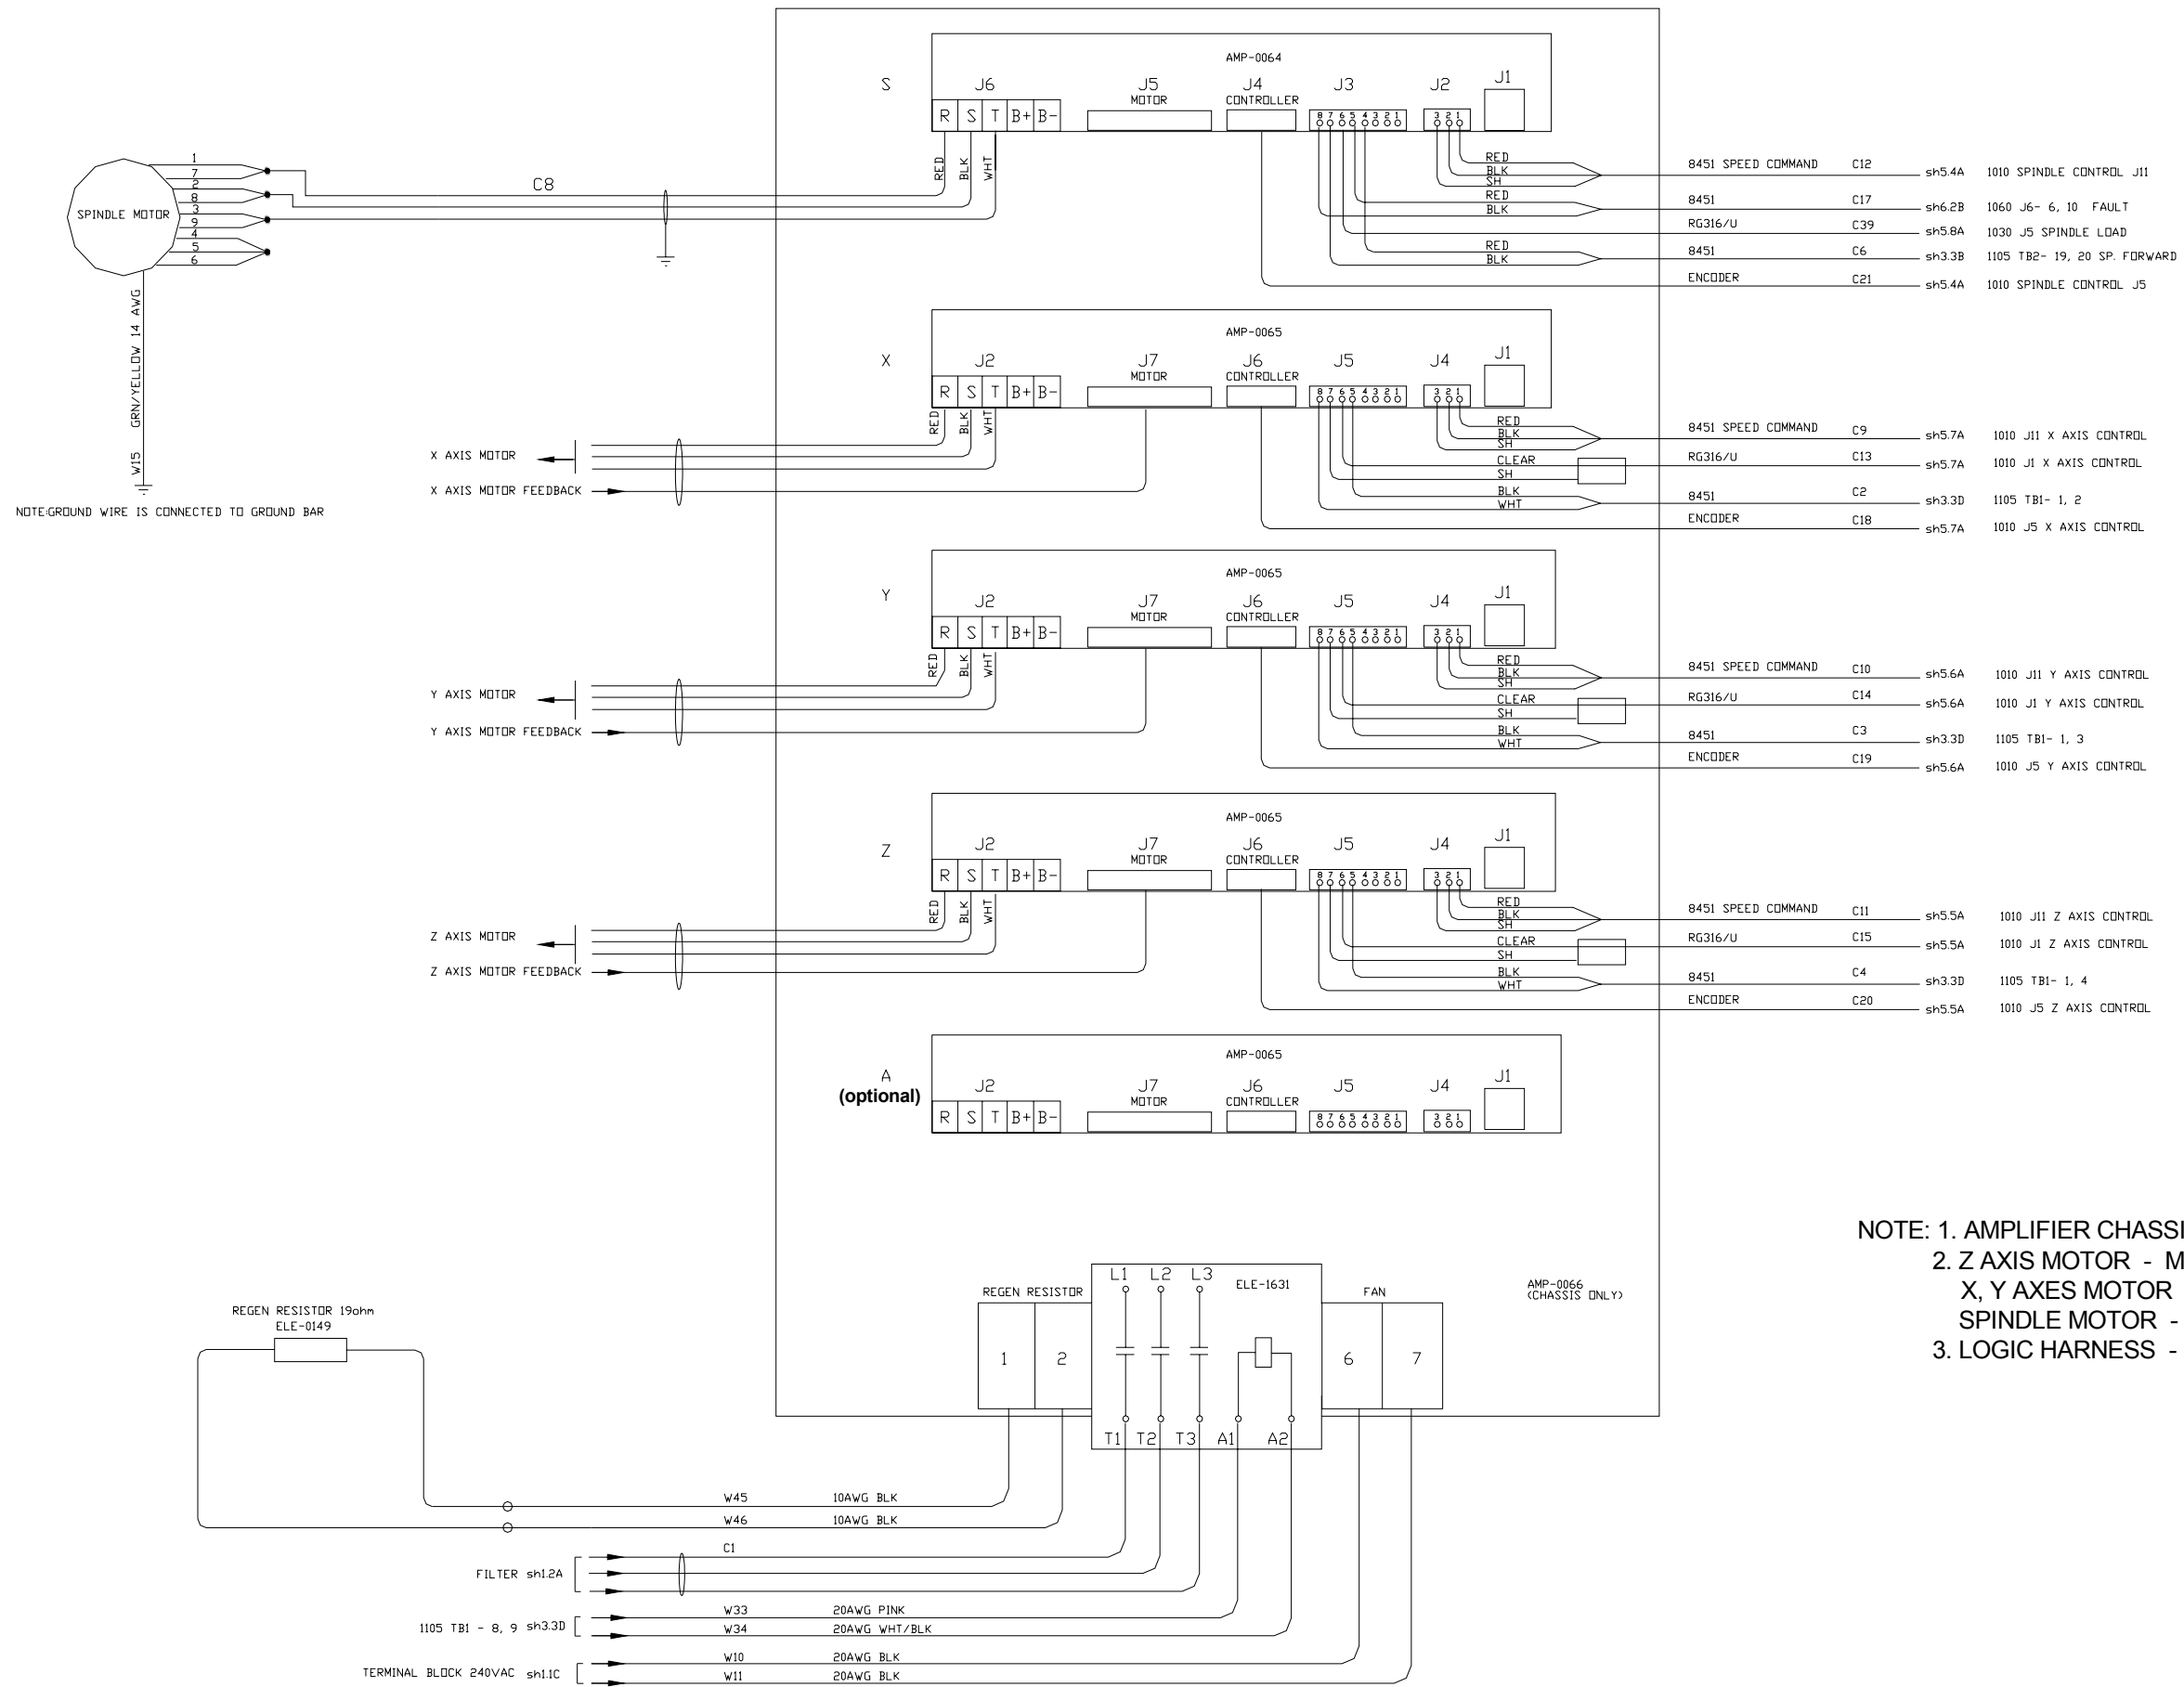 AMP-0064
S
J6
J5
MOTOR
J4
CONTROLLER
J3
J2
J1
R S T B+ B-
8 7 6 5 4 3 2 1
3 2 1
RED
BLK
WHT
RED
BLK
SH
8451 SPEED COMMAND C12 sh5.4A 1010 SPINDLE CONTROL J11
RED
BLK
8451 C17 sh6.2B 1060 J6- 6, 10 FAULT
RG316/U C39 sh5.8A 1030 J5 SPINDLE LOAD
RED
BLK
8451 C6 sh3.3B 1105 TB2- 19, 20 SP. FORWARD
ENCODER C21 sh5.4A 1010 SPINDLE CONTROL J5
SPINDLE MOTOR
1
7
2
8
3
9
4
5
6
C8
W15 GRN/YELLOW 14 AWG
NOTE:GROUND WIRE IS CONNECTED TO GROUND BAR
AMP-0065
X
J2
J7
MOTOR
J6
CONTROLLER
J5
J4
J1
R S T B+ B-
8 7 6 5 4 3 2 1
3 2 1
RED
BLK
WHT
X AXIS MOTOR
X AXIS MOTOR FEEDBACK
RED
BLK
SH
8451 SPEED COMMAND C9 sh5.7A 1010 J11 X AXIS CONTROL
CLEAR
SH
RG316/U C13 sh5.7A 1010 J1 X AXIS CONTROL
BLK
WHT
8451 C2 sh3.3D 1105 TB1- 1, 2
ENCODER C18 sh5.7A 1010 J5 X AXIS CONTROL
AMP-0065
Y
J2
J7
MOTOR
J6
CONTROLLER
J5
J4
J1
R S T B+ B-
8 7 6 5 4 3 2 1
3 2 1
RED
BLK
WHT
Y AXIS MOTOR
Y AXIS MOTOR FEEDBACK
RED
BLK
SH
8451 SPEED COMMAND C10 sh5.6A 1010 J11 Y AXIS CONTROL
CLEAR
SH
RG316/U C14 sh5.6A 1010 J1 Y AXIS CONTROL
BLK
WHT
8451 C3 sh3.3D 1105 TB1- 1, 3
ENCODER C19 sh5.6A 1010 J5 Y AXIS CONTROL
AMP-0065
Z
J2
J7
MOTOR
J6
CONTROLLER
J5
J4
J1
R S T B+ B-
8 7 6 5 4 3 2 1
3 2 1
RED
BLK
WHT
Z AXIS MOTOR
Z AXIS MOTOR FEEDBACK
RED
BLK
SH
8451 SPEED COMMAND C11 sh5.5A 1010 J11 Z AXIS CONTROL
CLEAR
SH
RG316/U C15 sh5.5A 1010 J1 Z AXIS CONTROL
BLK
WHT
8451 C4 sh3.3D 1105 TB1- 1, 4
ENCODER C20 sh5.5A 1010 J5 Z AXIS CONTROL
AMP-0065
A
(optional)
J2
J7
MOTOR
J6
CONTROLLER
J5
J4
J1
R S T B+ B-
8 7 6 5 4 3 2 1
3 2 1
NOTE: 1. AMPLIFIER CHASSI
2. Z AXIS MOTOR - M
X, Y AXES MOTOR
SPINDLE MOTOR -
3. LOGIC HARNESS -
REGEN RESISTOR
1 2
L1 L2 L3
ELE-1631
FAN
6 7
AMP-0066
(CHASSIS ONLY)
T1 T2 T3 A1 A2
REGEN RESISTOR 19ohm
ELE-0149
W45 10AWG BLK
W46 10AWG BLK
C1
FILTER sh1.2A
W33 20AWG PINK
1105 TB1 - 8, 9 sh3.3D
W34 20AWG WHT/BLK
W10 20AWG BLK
TERMINAL BLOCK 240VAC sh1.1C
W11 20AWG BLK